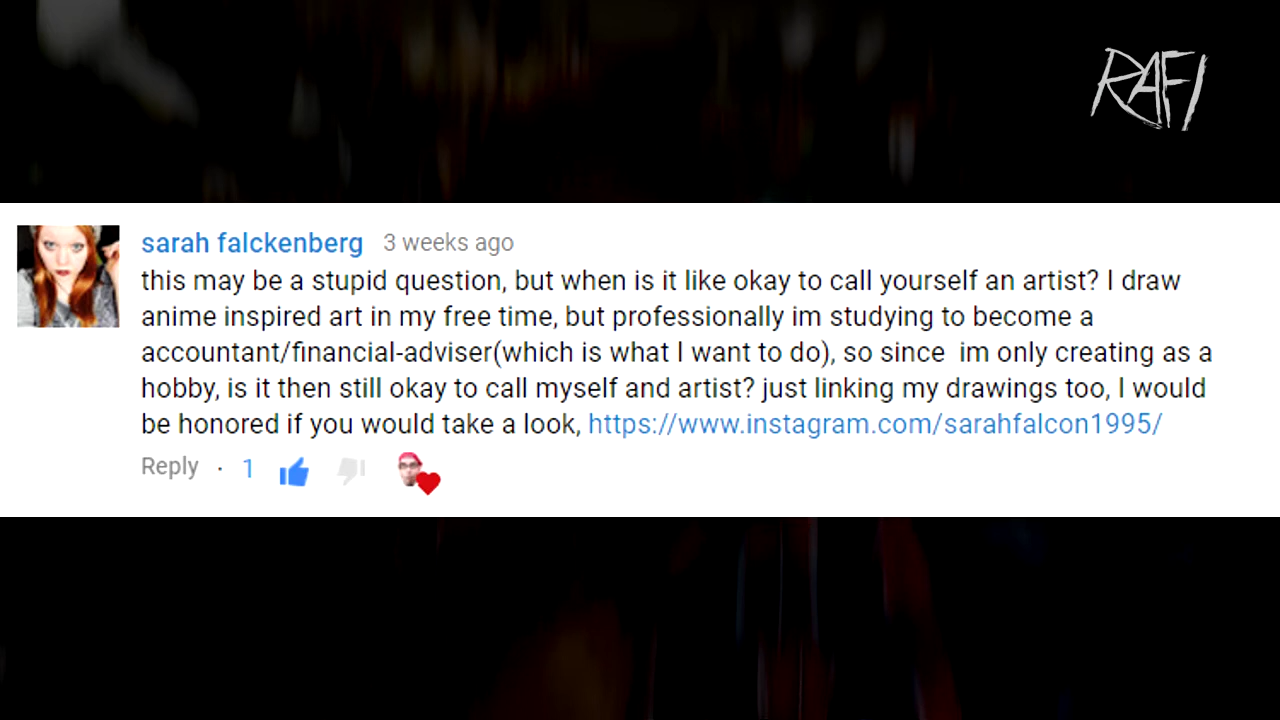 RAFI
sarah falckenberg 3 weeks ago
this may be a stupid question, but when is it like okay to call yourself an artist? I draw
anime inspired art in my free time, but professionally im studying to become a
accountant/financial-adviser(which is what I want to do), so since  im only creating as a
hobby, is it then still okay to call myself and artist? just linking my drawings too, I would
be honored if you would take a look, https://www.instagram.com/sarahfalcon1995/
Reply · 1